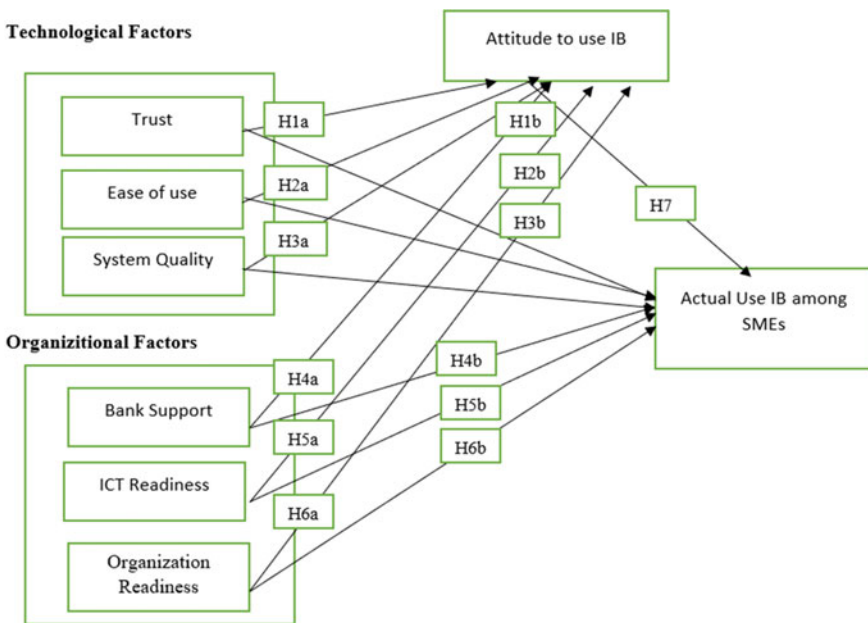 Technological Factors
Attitude to use IB
Trust
H1a
H1b
Ease of use
H2a
H2b
System Quality
H3a
H3b
H7
Actual Use IB among
SMEs
Organizitional Factors
Bank Support
H4a
H4b
ICT Readiness
H5a
H5b
Organization
Readiness
H6a
H6b